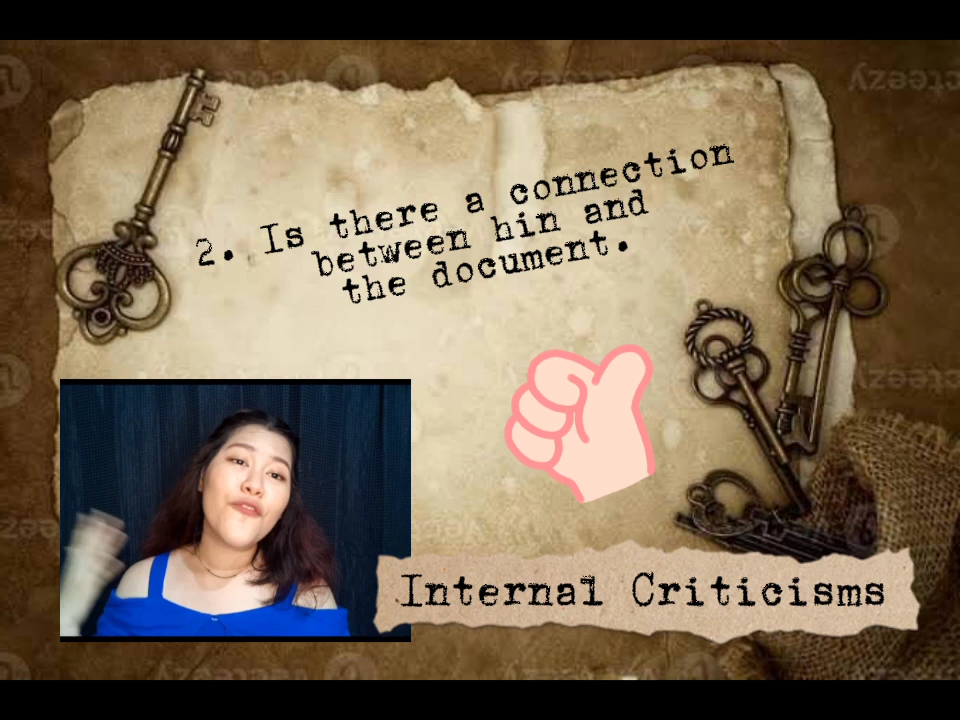 2. Is there a connection
between hin and
the document.
Internal Criticisms